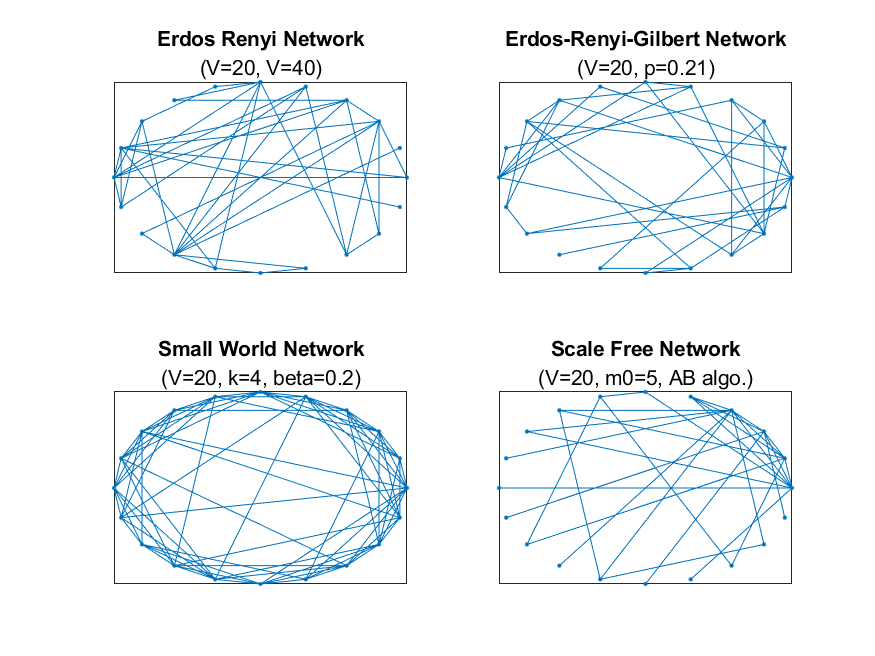 Erdos Renyi Network
(V=20, V=40)
Erdos-Renyi-Gilbert Network
(V=20, p=0.21)
Small World Network
(V=20, k=4, beta=0.2)
Scale Free Network
(V=20, m0=5, AB algo.)